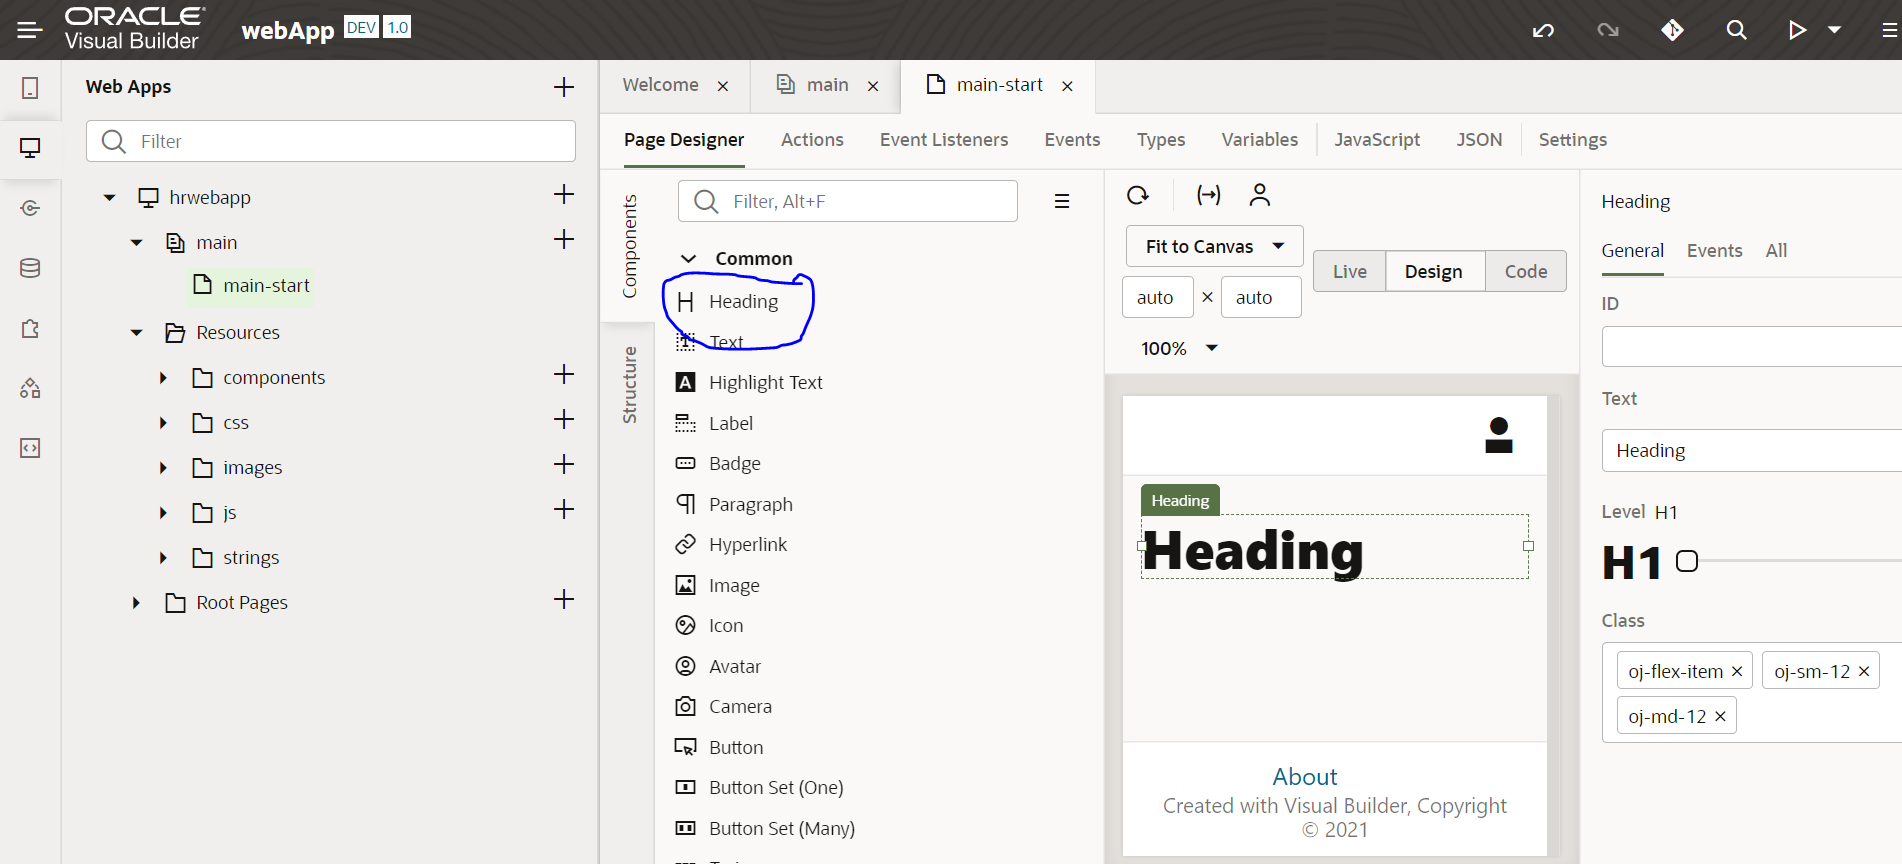 ORACLE
Visual Builder
webApp DEV 1.0
Web Apps
Filter
hrwebapp
main
main-start
Resources
components
css
images
js
strings
Root Pages
Welcome
main
main-start
Page Designer Actions Event Listeners Events Types Variables JavaScript JSON Settings
Components
Structure
Filter, Alt+F
Common
Heading
Text
Highlight Text
Label
Badge
Paragraph
Hyperlink
Image
Icon
Avatar
Camera
Button
Button Set (One)
Button Set (Many)
Fit to Canvas
auto × auto
Live Design Code
100%
Heading
Heading
About
Created with Visual Builder, Copyright
© 2021
Heading
General Events All
ID
Text
Heading
Level H1
H1
Class
oj-flex-item
oj-sm-12
oj-md-12